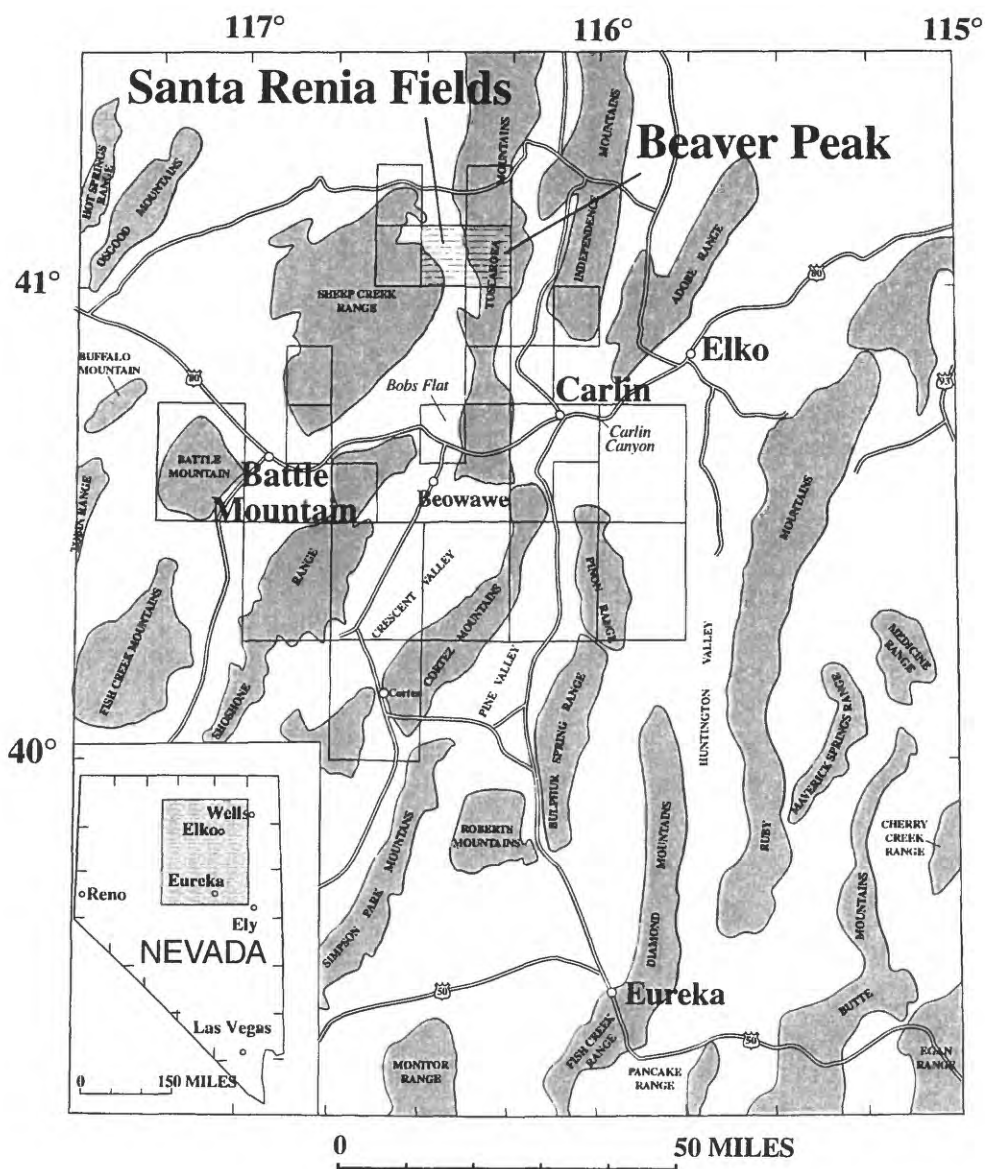 117°
116°
115°
Santa Renia Fields
Beaver Peak
HOT SPRINGS
RANGE
OSGOOD
MOUNTAINS
MOUNTAINS
TUSCARORA
MOUNTAINS
INDEPENDENCE
ADOBE RANGE
80
41°
SHEEP CREEK
RANGE
Elko
BUFFALO
MOUNTAIN
80
Bobs Flat
Carlin
Carlin
Canyon
93
BATTLE
MOUNTAIN
Battle
Mountain
Beowawe
RANGE
MOUNTAINS
RANGE
CRESCENT VALLEY
PINON
RANGE
FISH CREEK MOUNTAINS
SHOSHONE
CORTEZ MOUNTAINS
Cortez
PINE VALLEY
HUNTINGTON VALLEY
MEDICINE
RANGE
MAVERICK SPRINGS RANGE
40°
BULPHUR SPRING RANGE
ROBERTS
MOUNTAINS
MOUNTAINS
DIAMOND
RUBY
CHERRY
CREEK
RANGE
MOUNTAINS
BUTTE
SIMPSON PARK MOUNTANS
Wells
Elko
Eureka
Reno
Ely
NEVADA
Las Vegas
0 150 MILES
50
Eureka
FISH CREEK
RANGE
50
MONITOR
RANGE
PANCAKE
RANGE
EGAN
RANGE
0 50 MILES